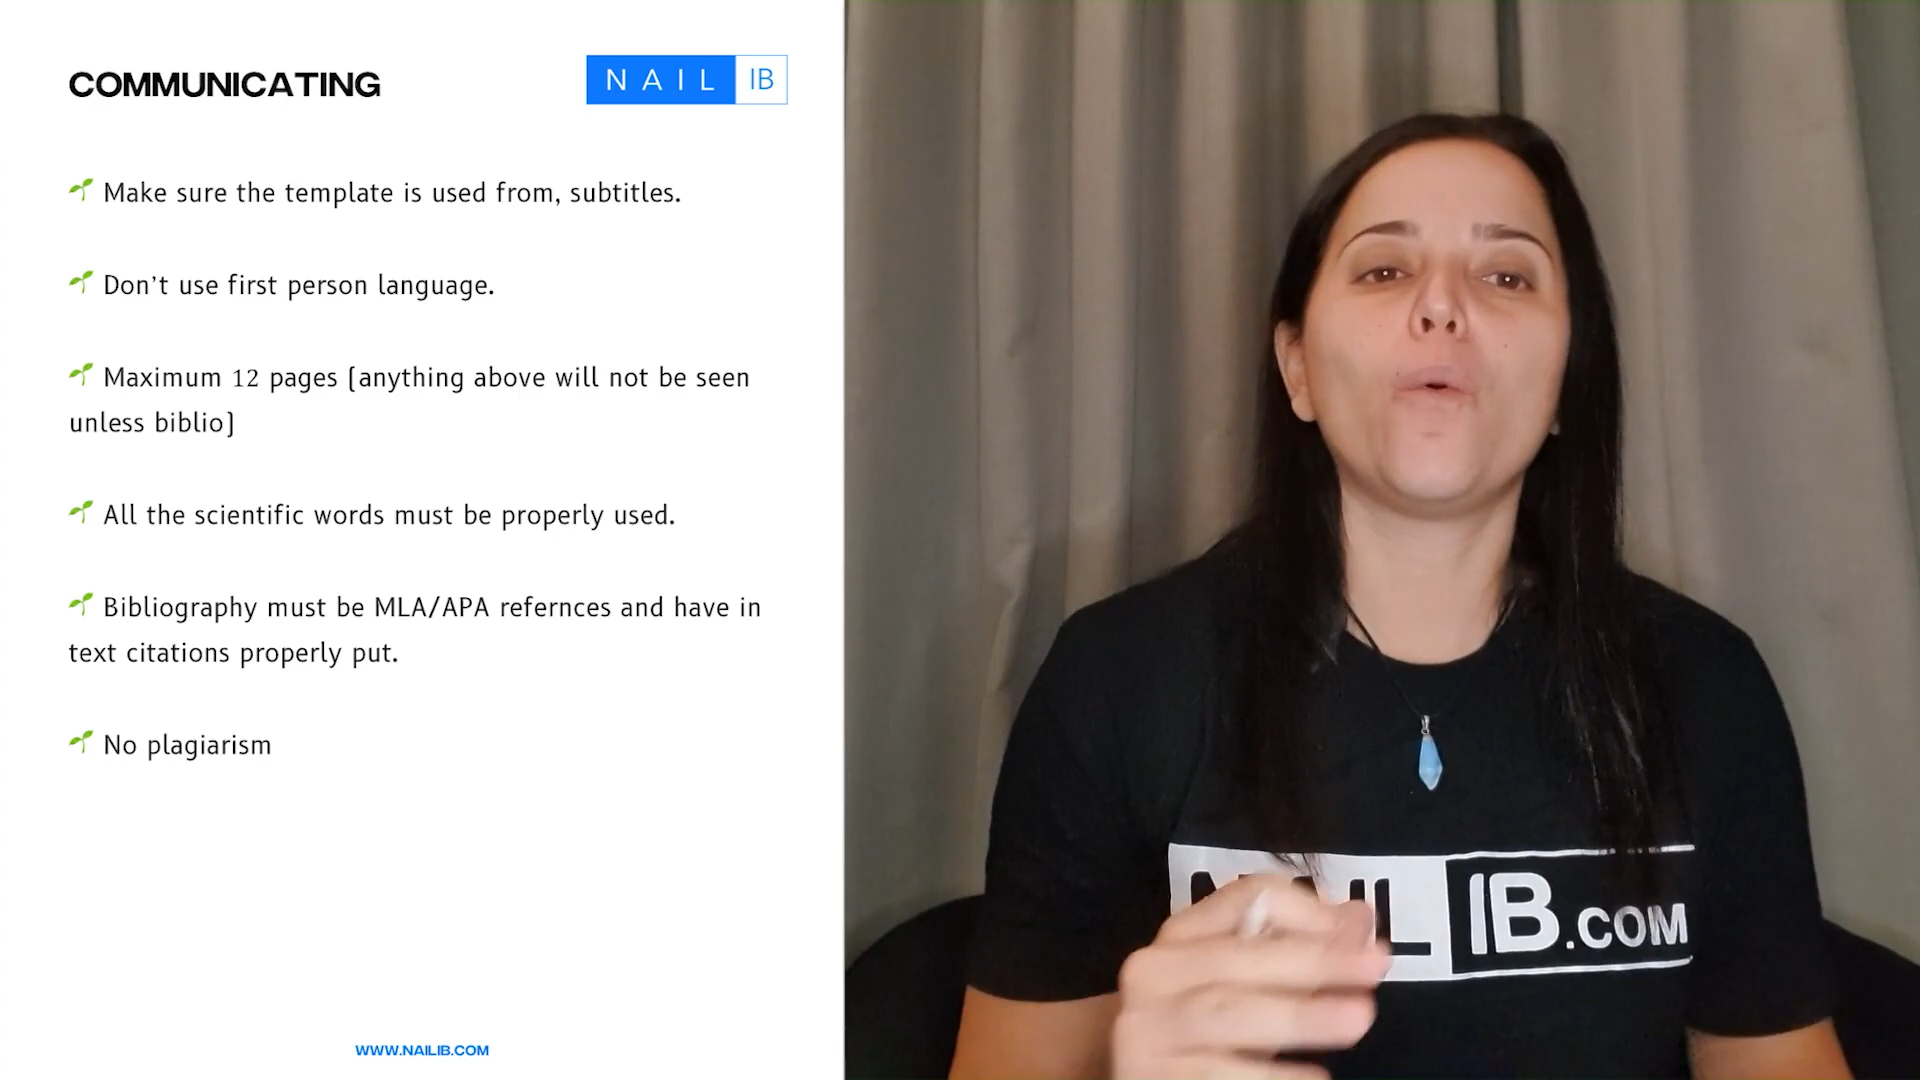 COMMUNICATING
NAIL IB
Make sure the template is used from, subtitles.
Don't use first person language.
Maximum 12 pages (anything above will not be seen
unless biblio)
All the scientific words must be properly used.
Bibliography must be MLA/APA refernces and have in
text citations properly put.
No plagiarism
WWW.NAILIB.COM
NAIL IB.COM